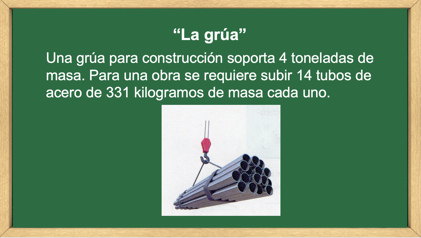 “La grúa”
Una grúa para construcción soporta 4 toneladas de
masa. Para una obra se requiere subir 14 tubos de
acero de 331 kilogramos de masa cada uno.